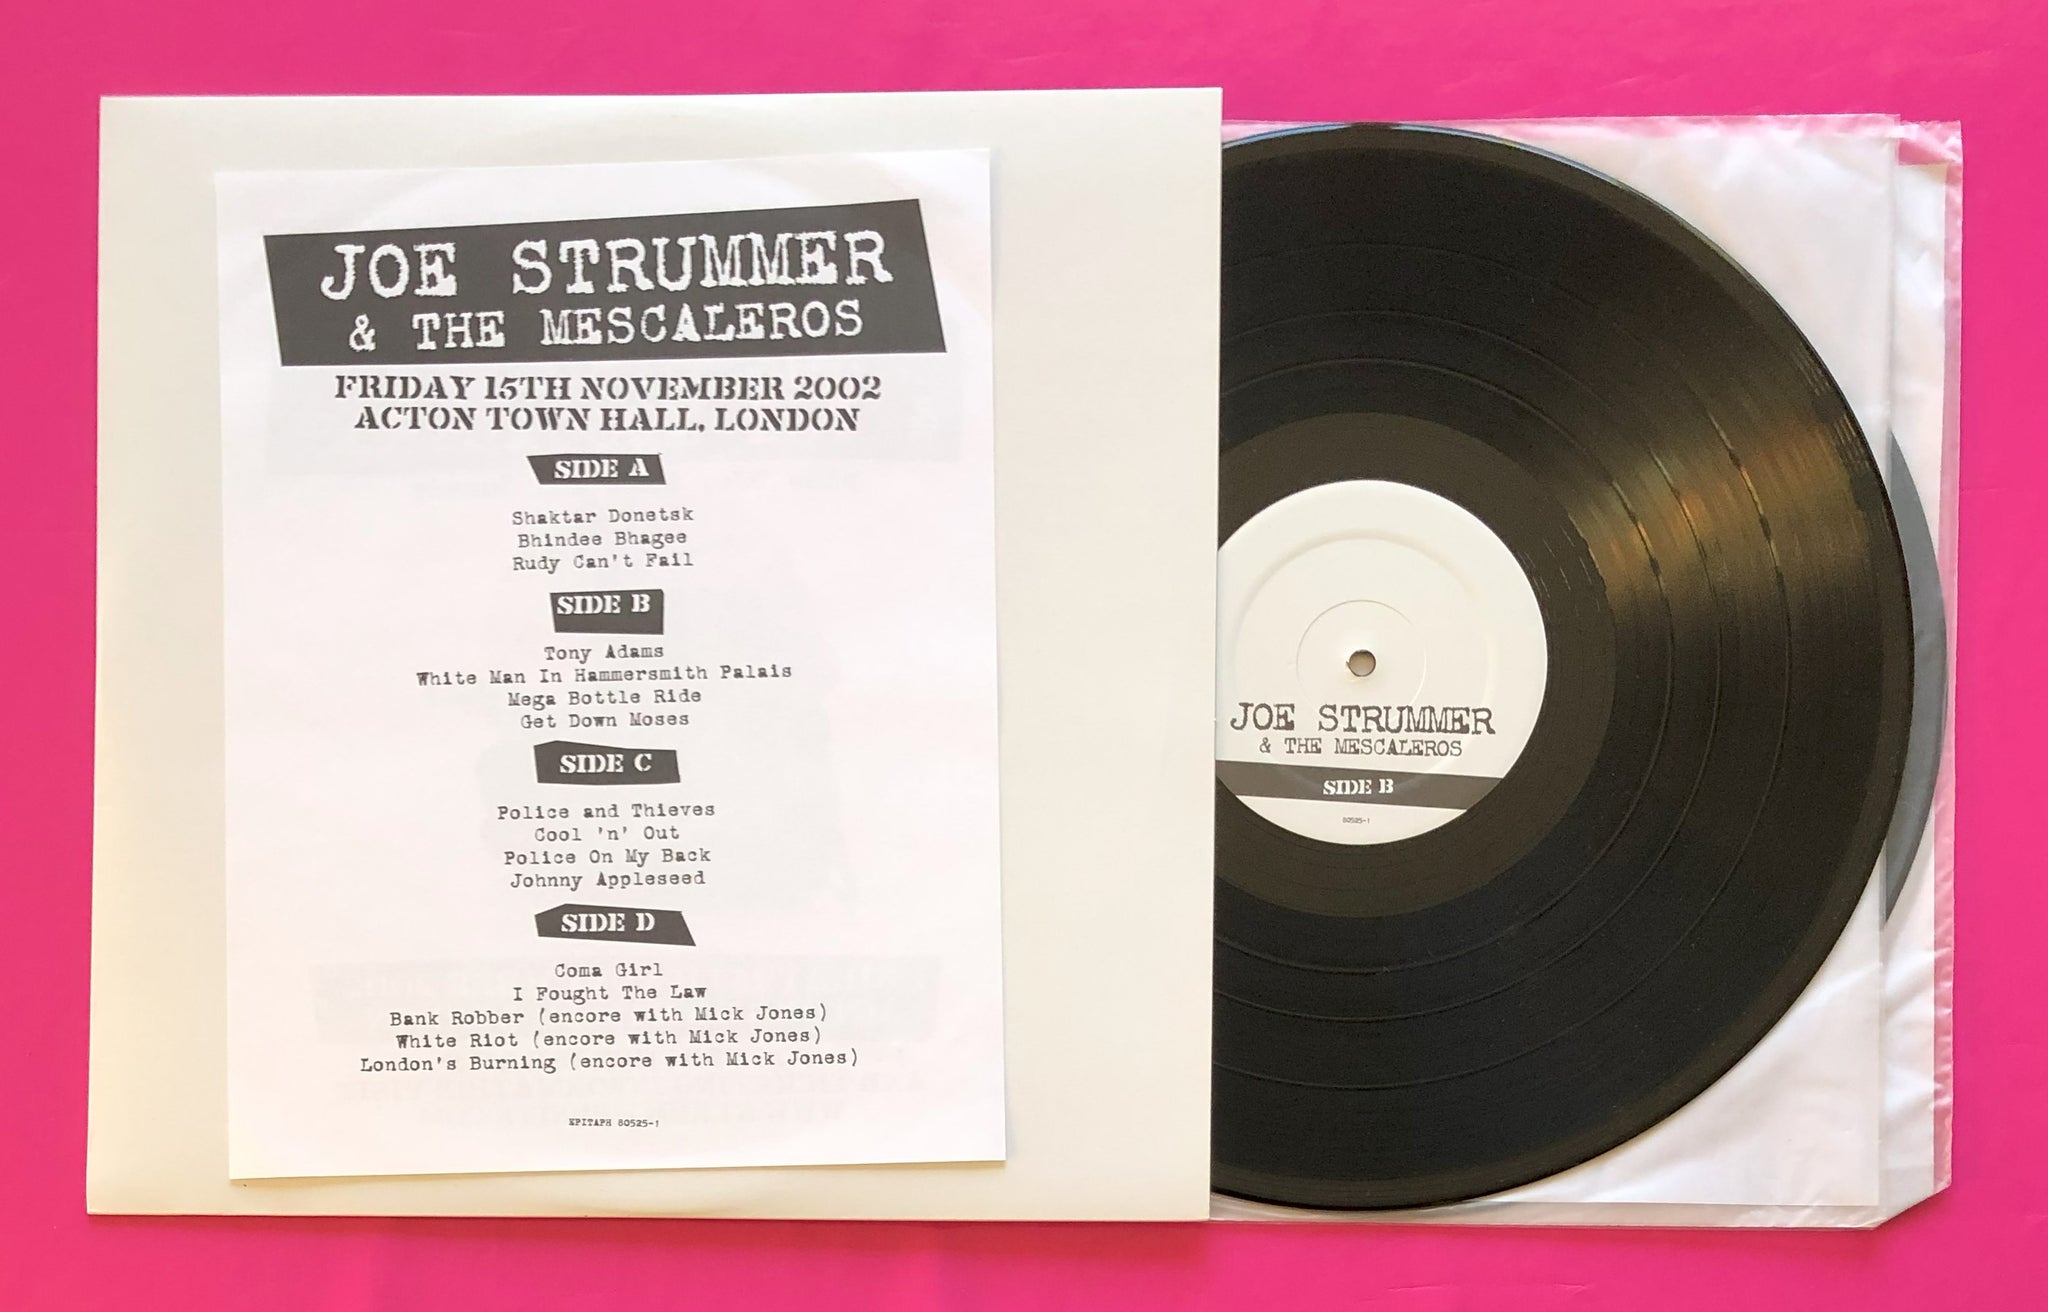 JOE STRUMMER
& THE MESCALEROS
FRIDAY 15TH NOVEMBER 2002
ACTON TOWN HALL, LONDON
SIDE A
Shaktar Donetsk
Bhindee Bhagee
Rudy Can't Fail
SIDE B
Tony Adams
White Man In Hammersmith Palais
Mega Bottle Ride
Get Down Moses
SIDE C
Police and Thieves
Cool 'n' Out
Police On My Back
Johnny Appleseed
SIDE D
Coma Girl
I Fought The Law
Bank Robber (encore with Mick Jones)
White Riot (encore with Mick Jones)
London's Burning (encore with Mick Jones)
EPITAPH 80525-1
JOE STRUMMER
& THE MESCALEROS
SIDE B
80525-1